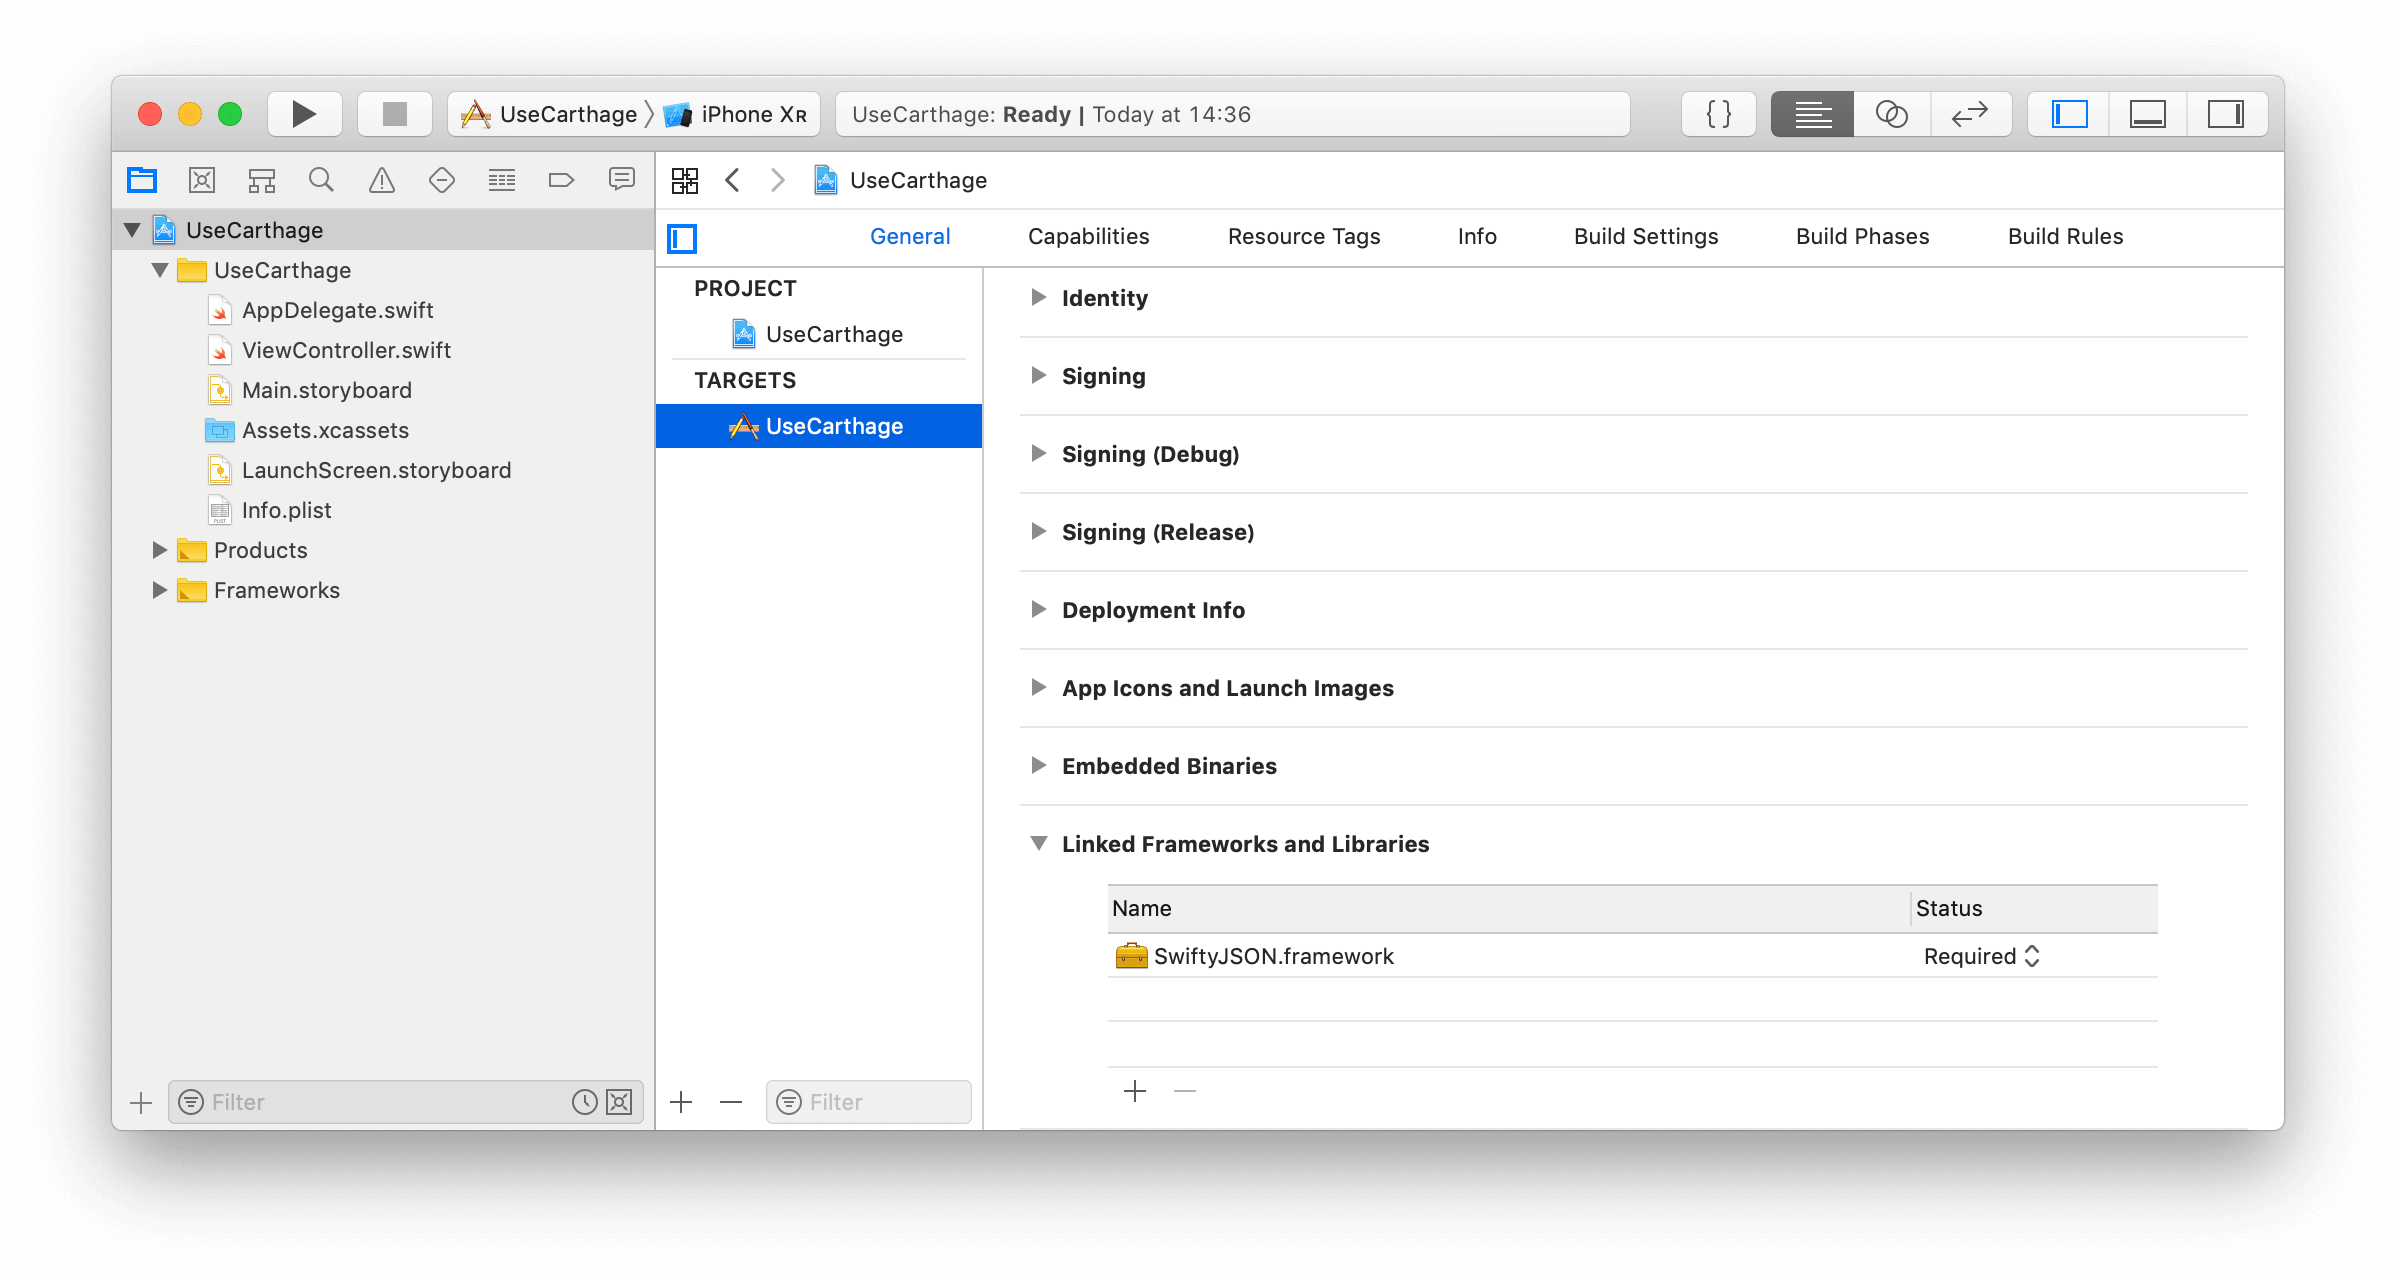 UseCarthage iPhone XR
UseCarthage: Ready | Today at 14:36
{ }
UseCarthage
UseCarthage
AppDelegate.swift
ViewController.swift
Main.storyboard
Assets.xcassets
LaunchScreen.storyboard
Info.plist
Products
Frameworks
Filter
UseCarthage
General Capabilities Resource Tags Info Build Settings Build Phases Build Rules
PROJECT
UseCarthage
TARGETS
UseCarthage
Filter
Identity
Signing
Signing (Debug)
Signing (Release)
Deployment Info
App Icons and Launch Images
Embedded Binaries
Linked Frameworks and Libraries
Name Status
SwiftyJSON.framework Required